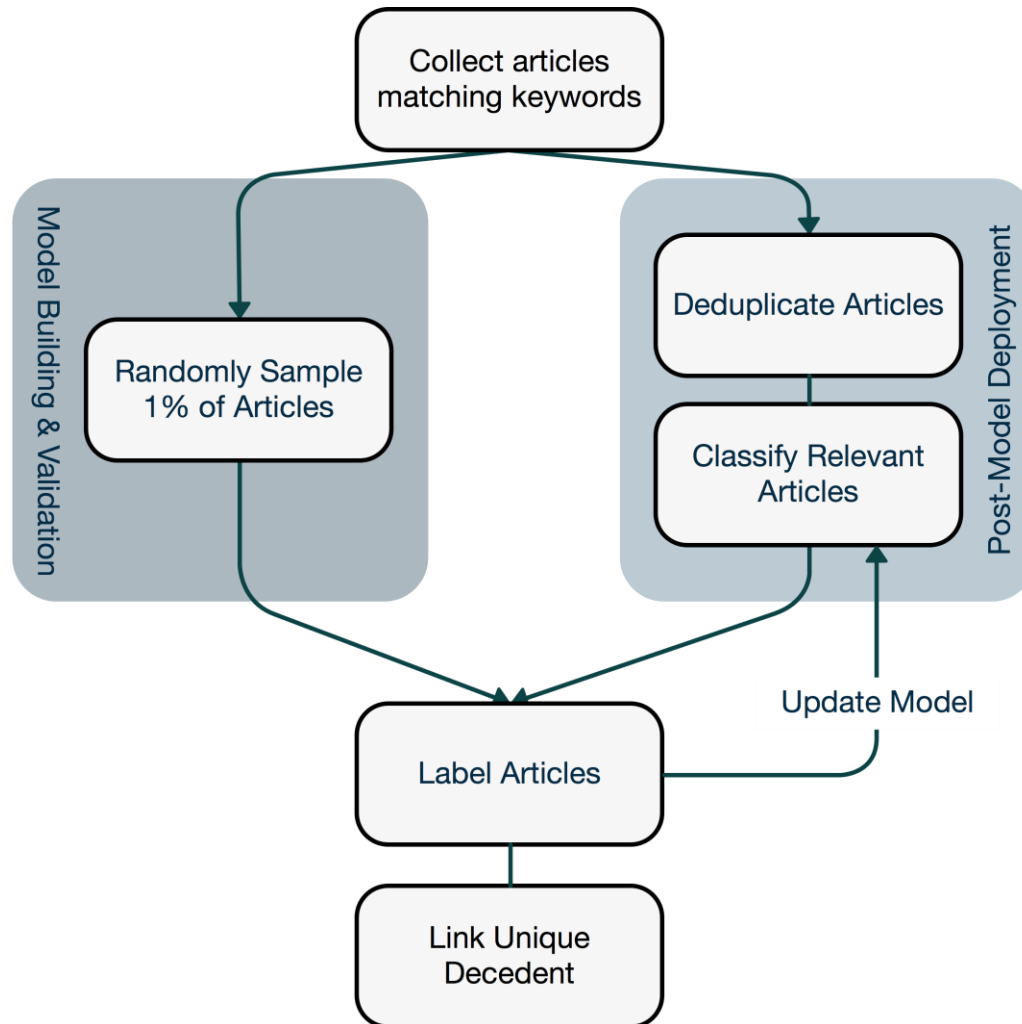 Collect articles
matching keywords
Model Building & Validation
Randomly Sample
1% of Articles
Deduplicate Articles
Classify Relevant
Articles
Post-Model Deployment
Update Model
Label Articles
Link Unique
Decedent